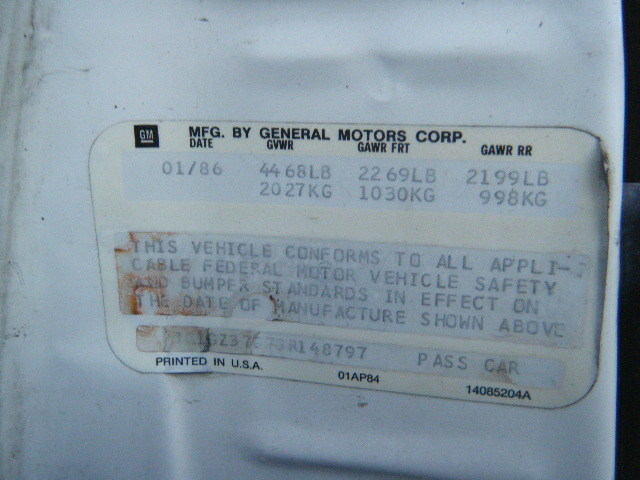 GM MFG. BY GENERAL MOTORS CORP.
DATE GVWR GAWR FRT GAWR RR
01/86 4468LB 2269LB 2199LB
2027KG 1030KG 998KG
THIS VEHICLE CONFORMS TO ALL APPLI-
CABLE FEDERAL MOTOR VEHICLE SAFETY
AND BUMPER STANDARDS IN EFFECT ON
THE DATE OF MANUFACTURE SHOWN ABOVE
PASS CAR
PRINTED IN U.S.A. 01AP84 14085204A